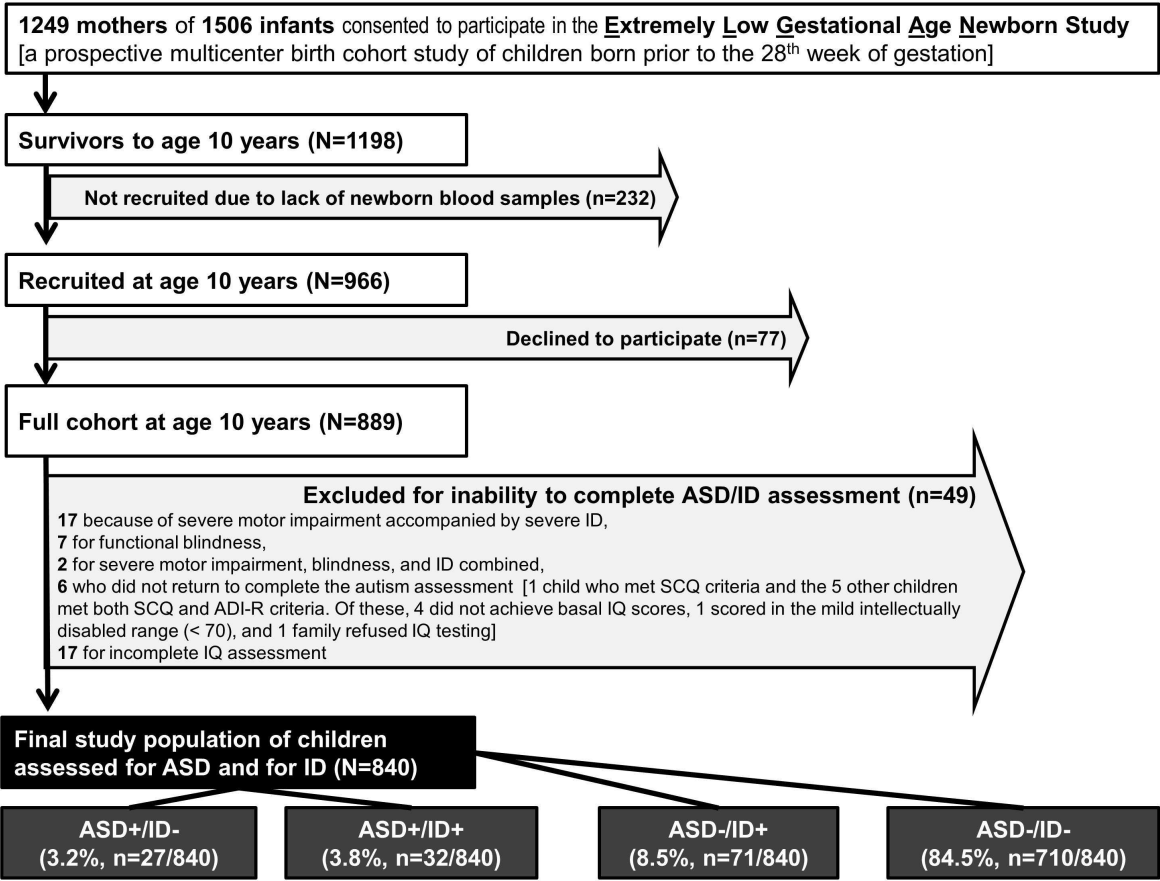 1249 mothers of 1506 infants consented to participate in the Extremely Low Gestational Age Newborn Study
[a prospective multicenter birth cohort study of children born prior to the 28th week of gestation]
Survivors to age 10 years (N=1198)
Not recruited due to lack of newborn blood samples (n=232)
Recruited at age 10 years (N=966)
Declined to participate (n=77)
Full cohort at age 10 years (N=889)
Excluded for inability to complete ASD/ID assessment (n=49)
17 because of severe motor impairment accompanied by severe ID,
7 for functional blindness,
2 for severe motor impairment, blindness, and ID combined,
6 who did not return to complete the autism assessment [1 child who met SCQ criteria and the 5 other children
met both SCQ and ADI-R criteria. Of these, 4 did not achieve basal IQ scores, 1 scored in the mild intellectually
disabled range (< 70), and 1 family refused IQ testing]
17 for incomplete IQ assessment
Final study population of children
assessed for ASD and for ID (N=840)
ASD+/ID-
(3.2%, n=27/840)
ASD+/ID+
(3.8%, n=32/840)
ASD-/ID+
(8.5%, n=71/840)
ASD-/ID-
(84.5%, n=710/840)